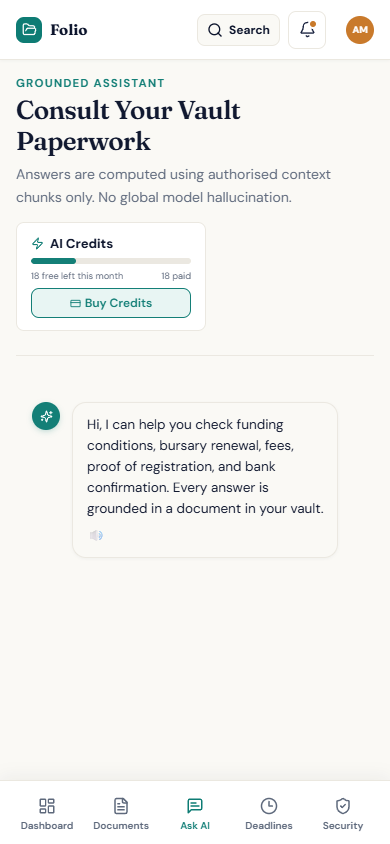 Folio
Search
AM
GROUNDED ASSISTANT
Consult Your Vault
Paperwork
Answers are computed using authorised context
chunks only. No global model hallucination.
AI Credits
18 free left this month
18 paid
Buy Credits
Hi, I can help you check funding
conditions, bursary renewal, fees,
proof of registration, and bank
confirmation. Every answer is
grounded in a document in your vault.
Dashboard
Documents
Ask AI
Deadlines
Security